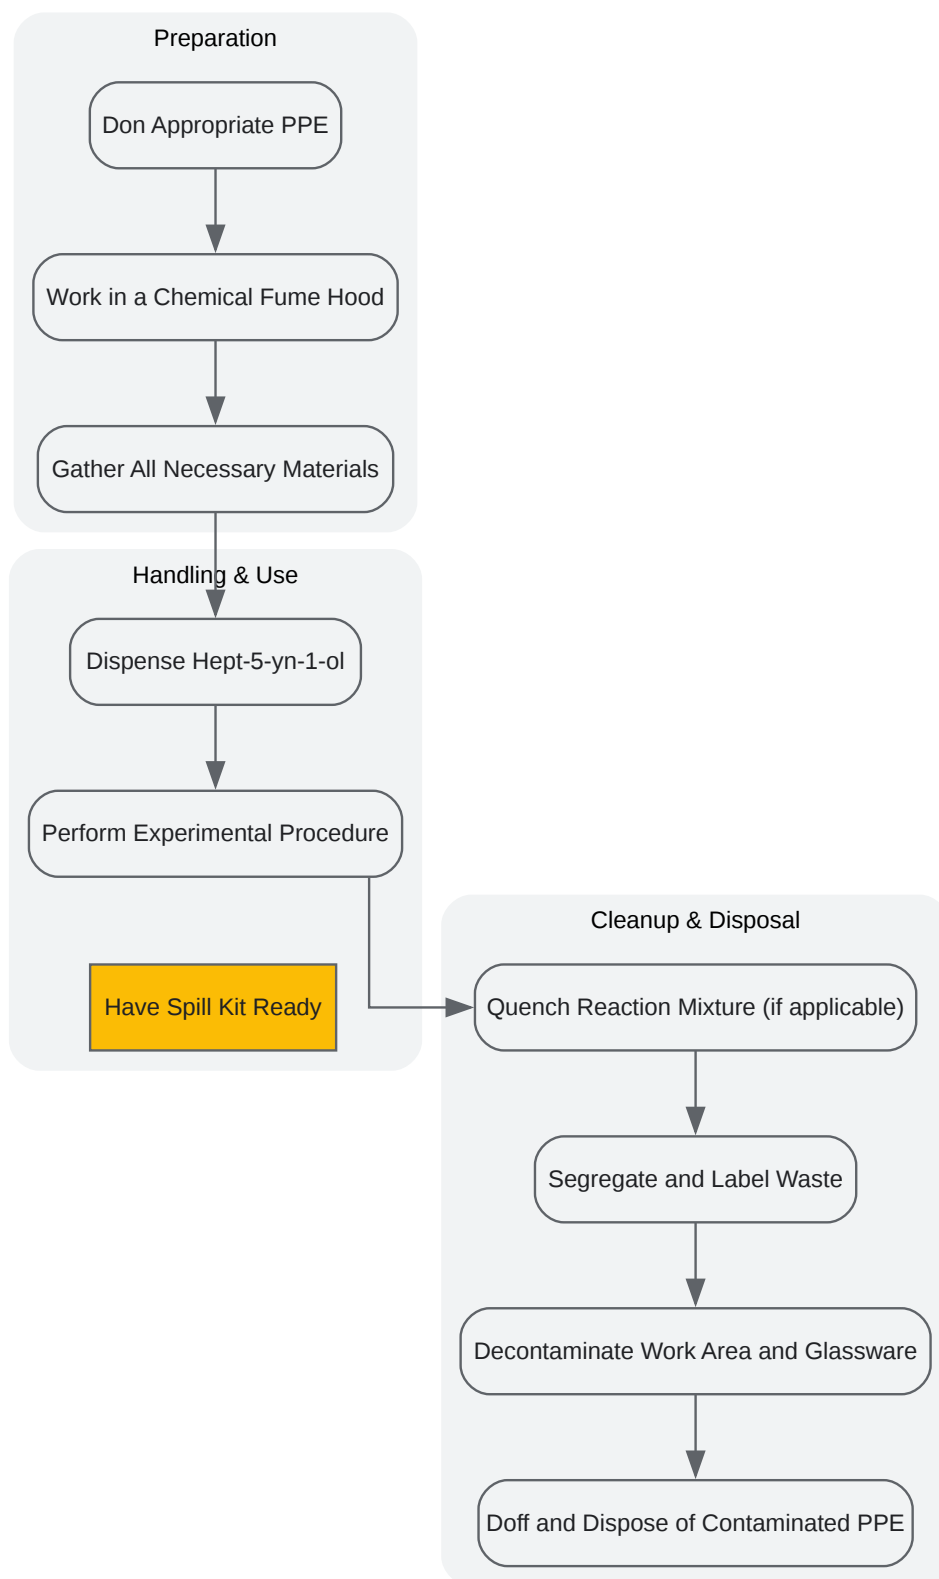 Preparation
Don Appropriate PPE
Work in a Chemical Fume Hood
Gather All Necessary Materials
Handling & Use
Dispense Hept-5-yn-1-ol
Perform Experimental Procedure
Have Spill Kit Ready
Cleanup & Disposal
Quench Reaction Mixture (if applicable)
Segregate and Label Waste
Decontaminate Work Area and Glassware
Doff and Dispose of Contaminated PPE